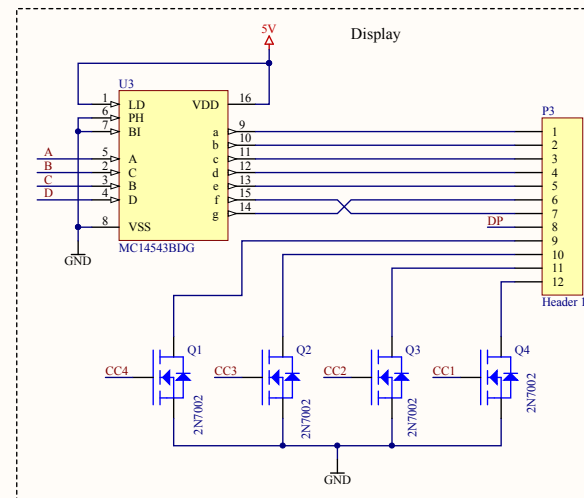 Display
5V
U3
1 LD VDD 16
6 PH
7 BI
P3
a 9 1
b 10 2
A 5 A c 11 3
B 2 C d 12 4
C 3 B e 13 5
D 4 D f 15 6
g 14 7
DP 8
8 VSS 9
MC14543BDG 10
GND 11
12
Header 1
Q1 Q2 Q3 Q4
CC4 CC3 CC2 CC1
2N7002 2N7002 2N7002 2N7002
GND